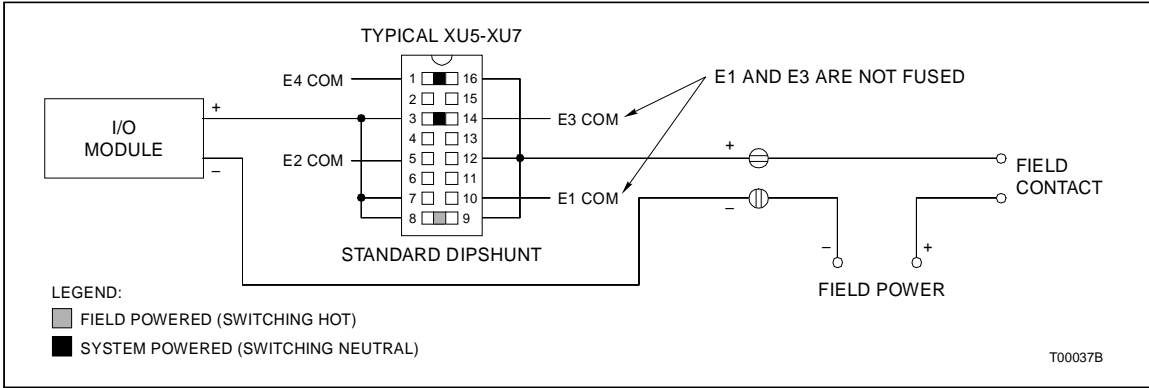 TYPICAL XU5-XU7
E4 COM
1 16
E1 AND E3 ARE NOT FUSED
2 15
+
I/O
MODULE
3 14
E3 COM
4 13
–
E2 COM
5 12
+
FIELD
CONTACT
6 11
7 10
E1 COM
8 9
–
STANDARD DIPSHUNT
– +
FIELD POWER
LEGEND:
FIELD POWERED (SWITCHING HOT)
SYSTEM POWERED (SWITCHING NEUTRAL)
T00037B